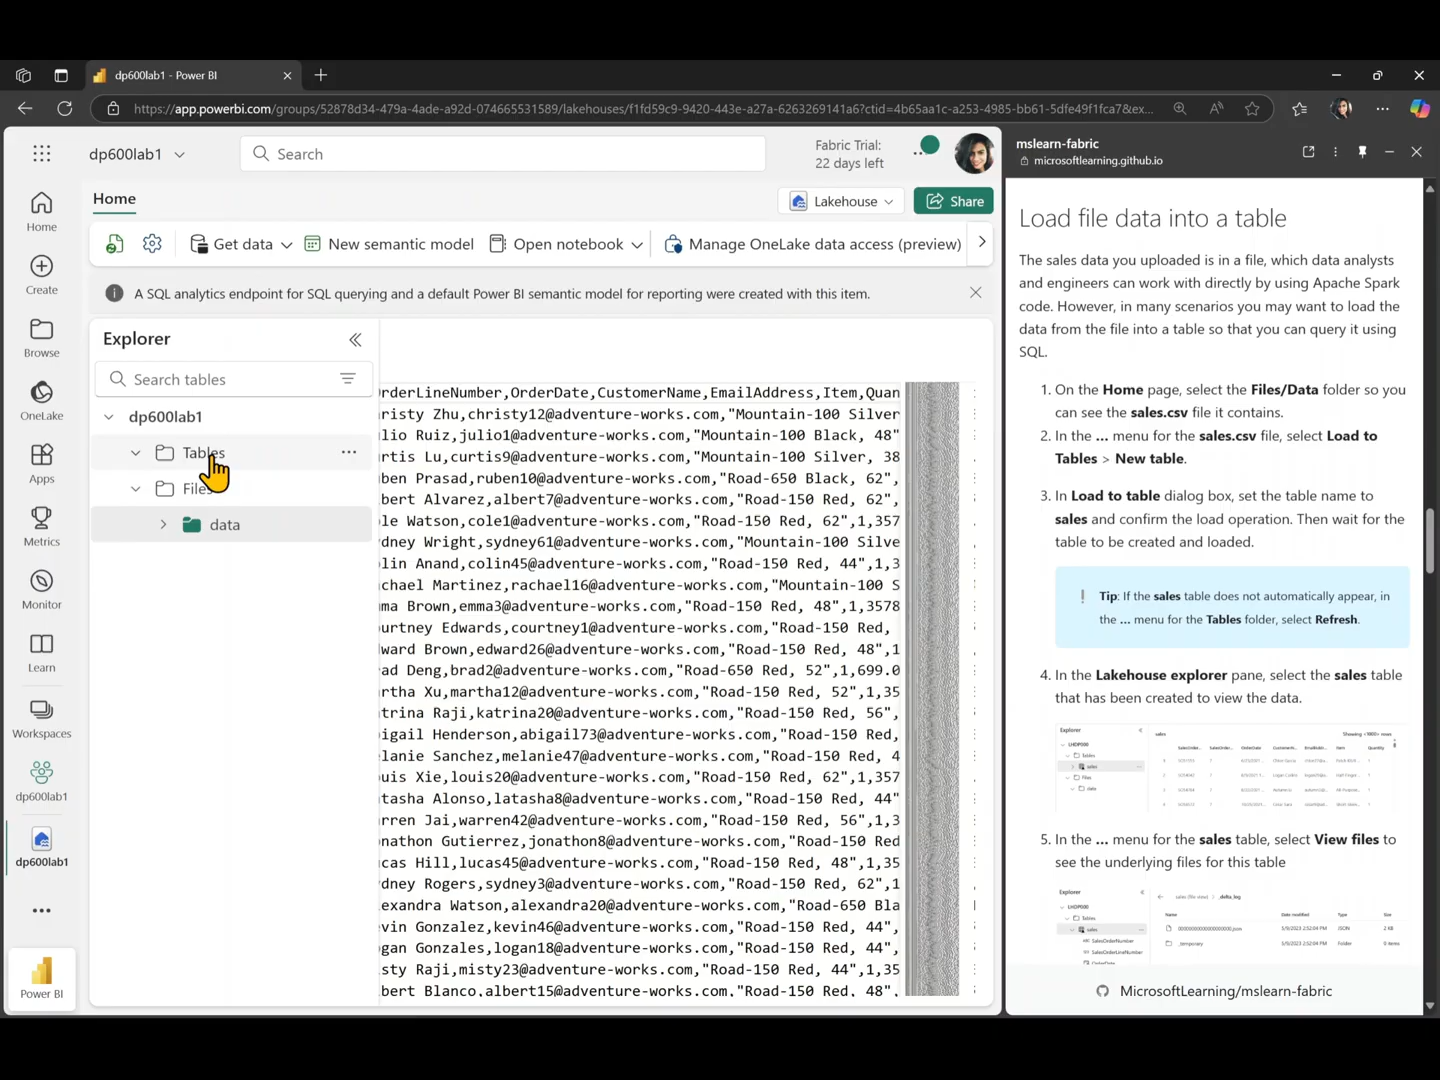 dp600lab1 - Power BI
https://app.powerbi.com/groups/52878d34-479a-4ade-a92d-074665531589/lakehouses/f1fd59c9-9420-443e-a27a-6263269141a6?ctid=4b65aa1c-a253-4985-bb61-5dfe49f1fca7&ex...
dp600lab1
Search
Fabric Trial:
22 days left
Home
Lakehouse
Share
Get data
New semantic model
Open notebook
Manage OneLake data access (preview)
A SQL analytics endpoint for SQL querying and a default Power BI semantic model for reporting were created with this item.
Home
Create
Browse
OneLake
Apps
Metrics
Monitor
Learn
Workspaces
dp600lab1
dp600lab1
Power BI
Explorer
Search tables
dp600lab1
Tables
Files
data
rderLineNumber,OrderDate,CustomerName,EmailAddress,Item,Quan
risty Zhu,christy12@adventure-works.com,"Mountain-100 Silver
lio Ruiz,julio1@adventure-works.com,"Mountain-100 Black, 48"
rtis Lu,curtis9@adventure-works.com,"Mountain-100 Silver, 38
ben Prasad,ruben10@adventure-works.com,"Road-650 Black, 62",
bert Alvarez,albert7@adventure-works.com,"Road-150 Red, 62",
le Watson,cole1@adventure-works.com,"Road-150 Red, 62",1,357
dney Wright,sydney61@adventure-works.com,"Mountain-100 Silve
lin Anand,colin45@adventure-works.com,"Road-150 Red, 44",1,3
chael Martinez,rachael16@adventure-works.com,"Mountain-100 S
ma Brown,emma3@adventure-works.com,"Road-150 Red, 48",1,3578
urtney Edwards,courtney1@adventure-works.com,"Road-150 Red,
ward Brown,edward26@adventure-works.com,"Road-150 Red, 48",1
ad Deng,brad2@adventure-works.com,"Road-650 Red, 52",1,699.0
rtha Xu,martha12@adventure-works.com,"Road-150 Red, 52",1,35
trina Raji,katrina20@adventure-works.com,"Road-150 Red, 56",
igail Henderson,abigail73@adventure-works.com,"Road-150 Red,
lanie Sanchez,melanie47@adventure-works.com,"Road-150 Red, 4
uis Xie,louis20@adventure-works.com,"Road-150 Red, 62",1,357
tasha Alonso,latasha8@adventure-works.com,"Road-150 Red, 44"
rren Jai,warren42@adventure-works.com,"Road-150 Red, 56",1,3
nathon Gutierrez,jonathon8@adventure-works.com,"Road-150 Red
cas Hill,lucas45@adventure-works.com,"Road-150 Red, 48",1,35
dney Rogers,sydney3@adventure-works.com,"Road-150 Red, 62",1
exandra Watson,alexandra20@adventure-works.com,"Road-650 Bla
vin Gonzalez,kevin46@adventure-works.com,"Road-150 Red, 44",
gan Gonzales,logan18@adventure-works.com,"Road-150 Red, 44",
sty Raji,misty23@adventure-works.com,"Road-150 Red, 44",1,35
bert Blanco,albert15@adventure-works.com,"Road-150 Red, 48",
mslearn-fabric
microsoftlearning.github.io
Load file data into a table
The sales data you uploaded is in a file, which data analysts
and engineers can work with directly by using Apache Spark
code. However, in many scenarios you may want to load the
data from the file into a table so that you can query it using
SQL.
1. On the Home page, select the Files/Data folder so you
can see the sales.csv file it contains.
2. In the ... menu for the sales.csv file, select Load to
Tables > New table.
3. In Load to table dialog box, set the table name to
sales and confirm the load operation. Then wait for the
table to be created and loaded.
Tip: If the sales table does not automatically appear, in
the ... menu for the Tables folder, select Refresh.
4. In the Lakehouse explorer pane, select the sales table
that has been created to view the data.
5. In the ... menu for the sales table, select View files to
see the underlying files for this table
MicrosoftLearning/mslearn-fabric